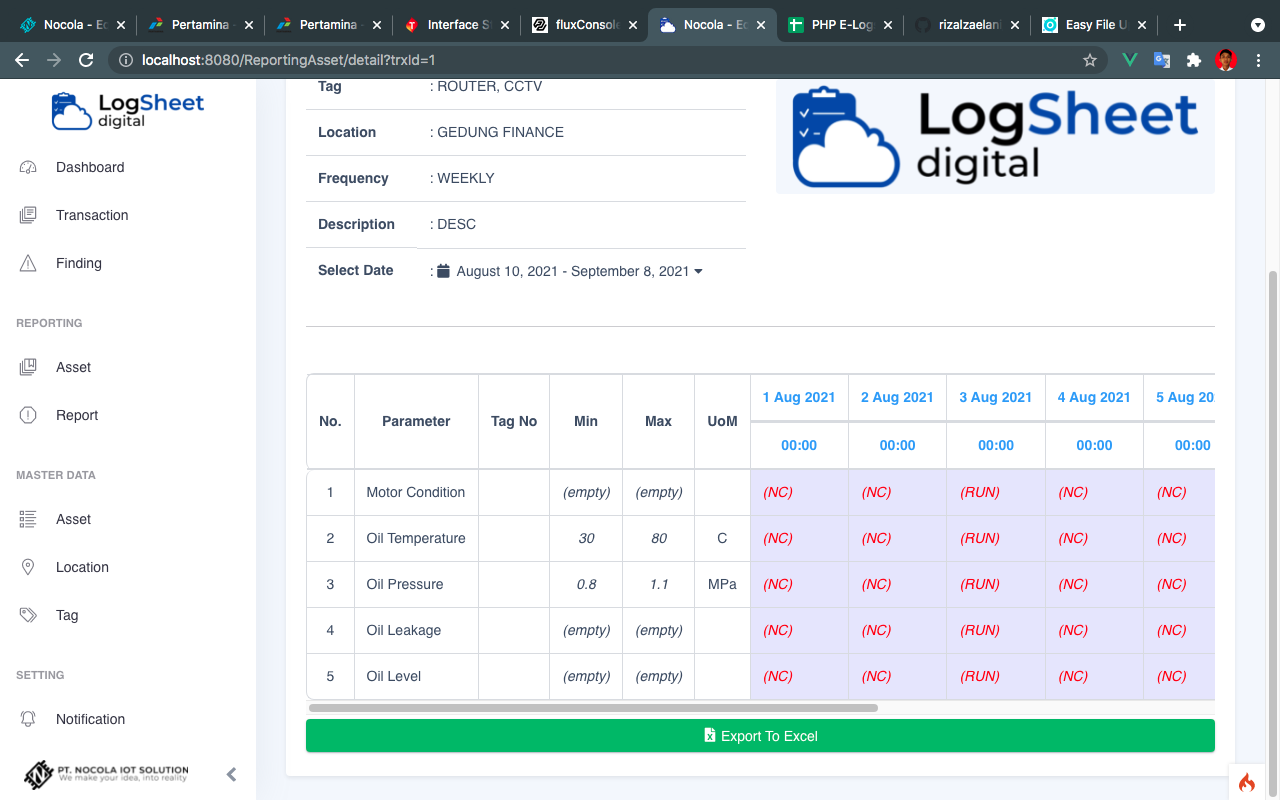 Nocola - Ec
Pertamina
Pertamina
Interface S
fluxConsole
Nocola - Ec
PHP E-Log
rizalzaelani
Easy File U
localhost:8080/ReportingAsset/detail?trxId=1
LogSheet
digital
Dashboard
Transaction
Finding
REPORTING
Asset
Report
MASTER DATA
Asset
Location
Tag
SETTING
Notification
PT. NOCOLA IOT SOLUTION
We make your idea, into reality
Tag : ROUTER, CCTV
Location : GEDUNG FINANCE
Frequency : WEEKLY
Description : DESC
Select Date : August 10, 2021 - September 8, 2021
LogSheet
digital
No. Parameter Tag No Min Max UoM 1 Aug 2021 2 Aug 2021 3 Aug 2021 4 Aug 2021 5 Aug 20
00:00 00:00 00:00 00:00 00:00
1 Motor Condition (empty) (empty) (NC) (NC) (RUN) (NC) (NC)
2 Oil Temperature 30 80 C (NC) (NC) (RUN) (NC) (NC)
3 Oil Pressure 0.8 1.1 MPa (NC) (NC) (RUN) (NC) (NC)
4 Oil Leakage (empty) (empty) (NC) (NC) (RUN) (NC) (NC)
5 Oil Level (empty) (empty) (NC) (NC) (RUN) (NC) (NC)
Export To Excel